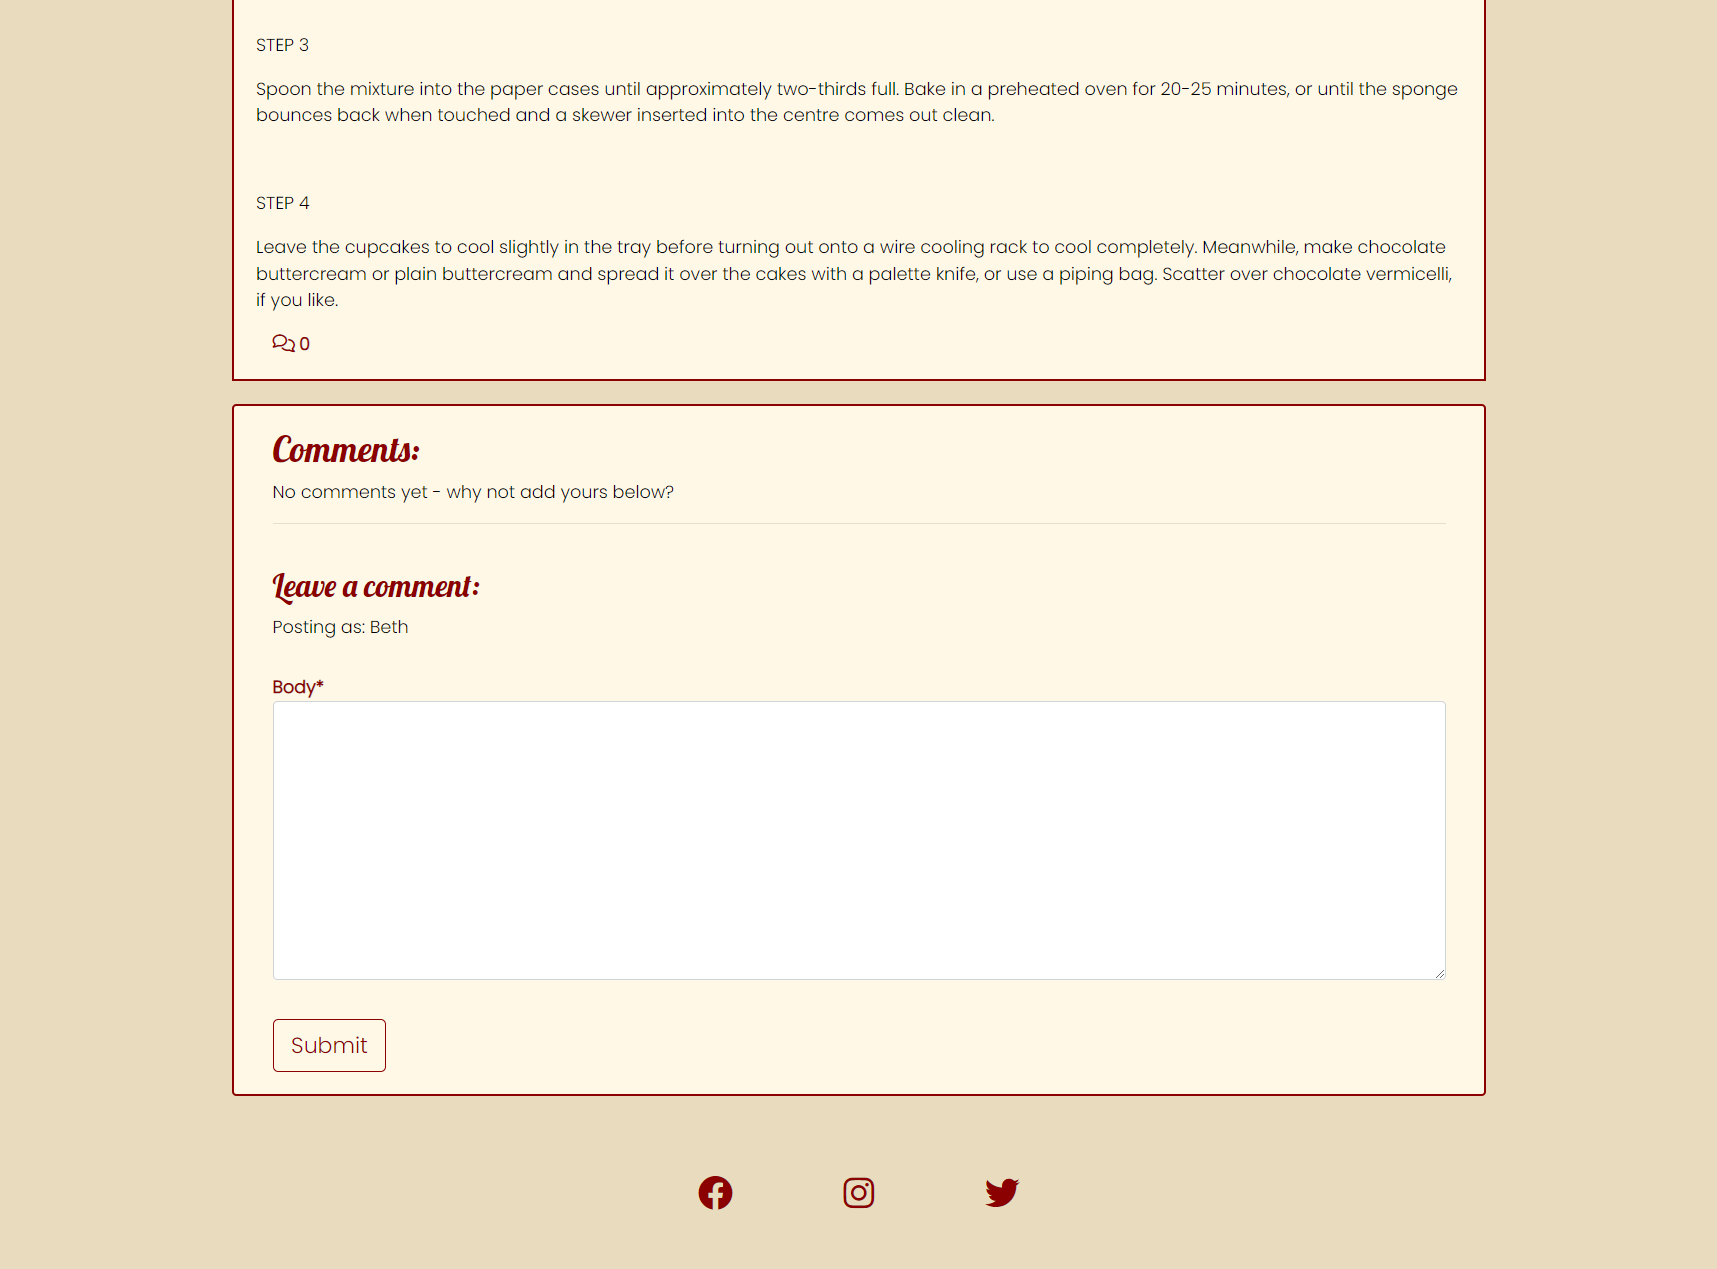 STEP 3
Spoon the mixture into the paper cases until approximately two-thirds full. Bake in a preheated oven for 20-25 minutes, or until the sponge
bounces back when touched and a skewer inserted into the centre comes out clean.
STEP 4
Leave the cupcakes to cool slightly in the tray before turning out onto a wire cooling rack to cool completely. Meanwhile, make chocolate
buttercream or plain buttercream and spread it over the cakes with a palette knife, or use a piping bag. Scatter over chocolate vermicelli,
if you like.
0
Comments:
No comments yet - why not add yours below?
Leave a comment:
Posting as: Beth
Body*
Submit